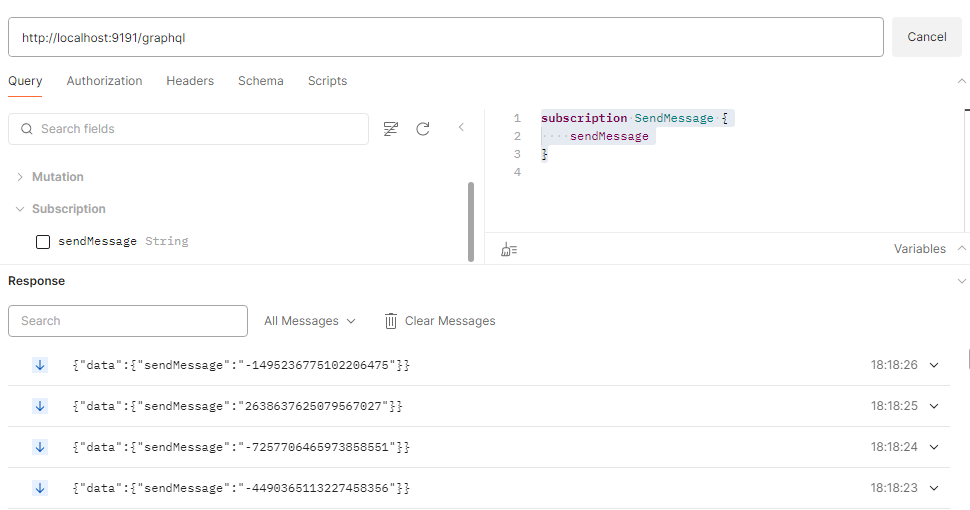 http://localhost:9191/graphql
Cancel
Query Authorization Headers Schema Scripts
Search fields
Mutation
Subscription
sendMessage String
1 subscription SendMessage {
2 sendMessage
3 }
4
Variables
Response
Search All Messages Clear Messages
{"data":{"sendMessage":"-1495236775102206475"}} 18:18:26
{"data":{"sendMessage":"2638637625079567027"}} 18:18:25
{"data":{"sendMessage":"-7257706465973858551"}} 18:18:24
{"data":{"sendMessage":"-4490365113227458356"}} 18:18:23